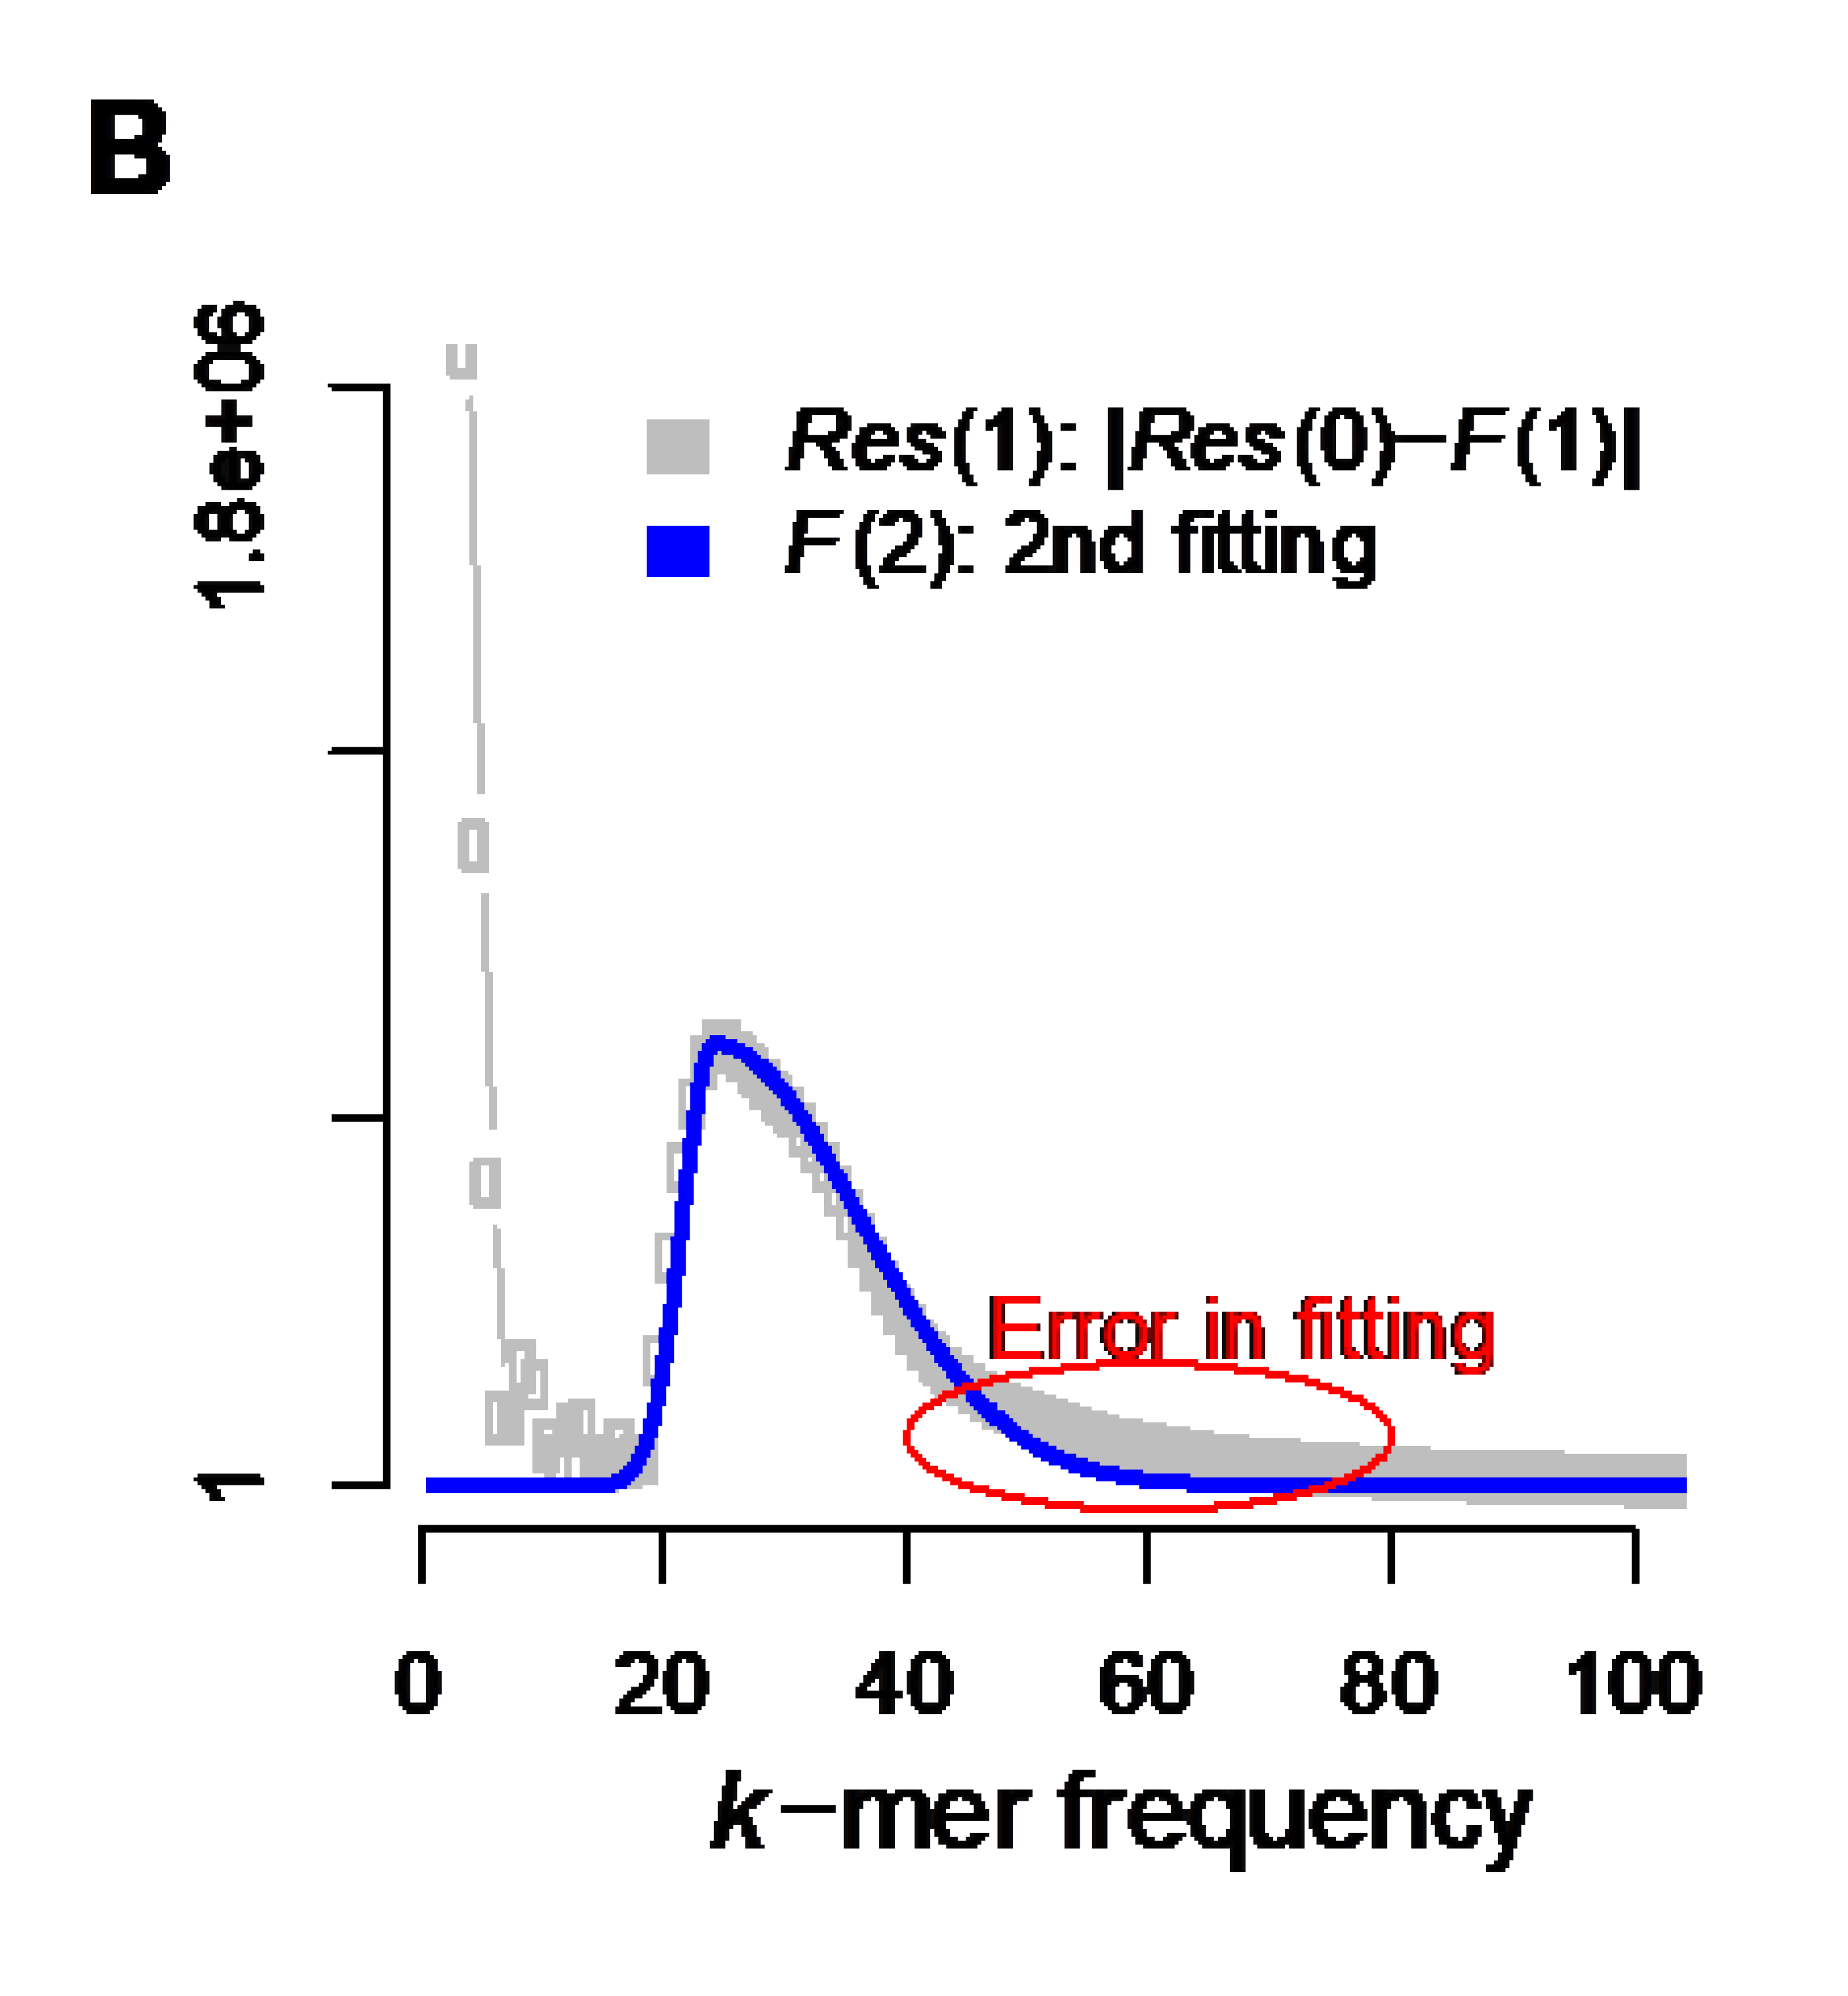 B
1.8e+06
Res(1): |Res(0)−F(1)|
F(2): 2nd fitting
Error in fitting
1
0 20 40 60 80 100
k−mer frequency